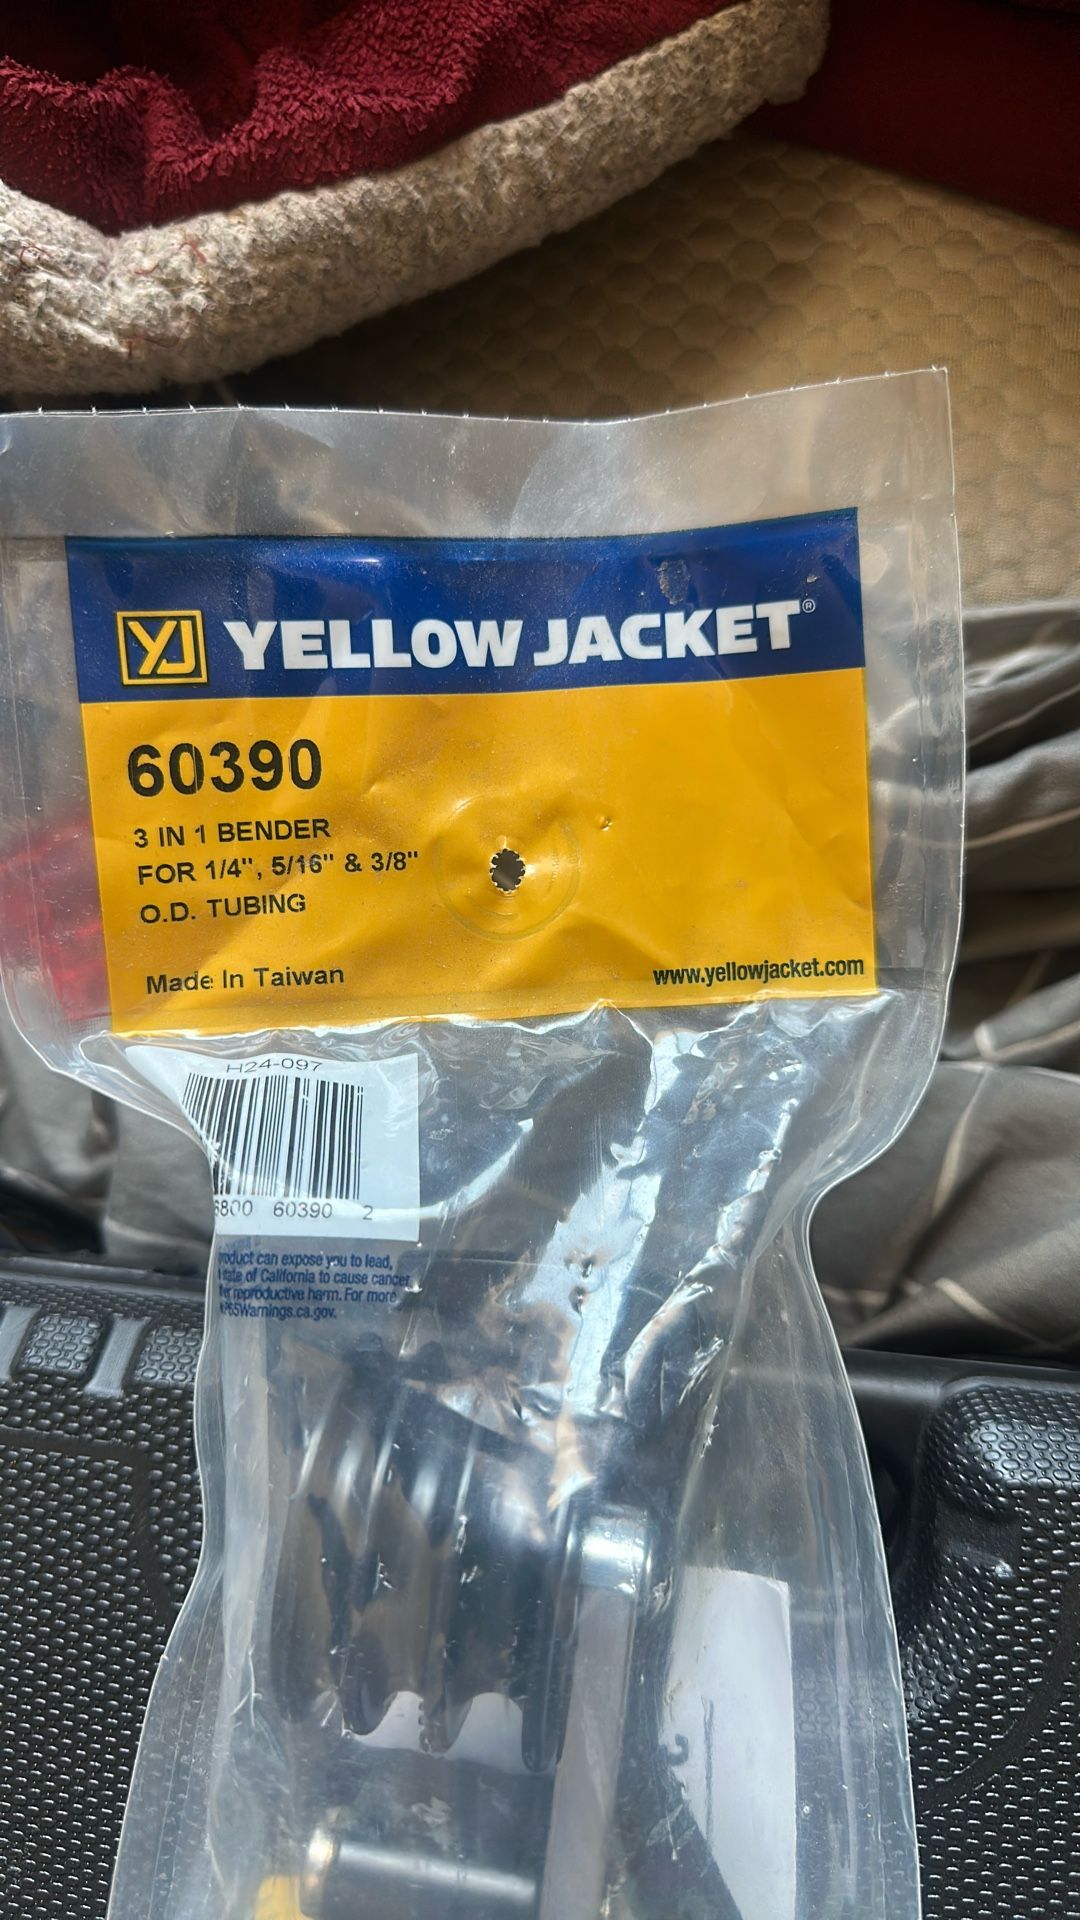 YJ YELLOW JACKET®
60390
3 IN 1 BENDER
FOR 1/4", 5/16" & 3/8"
O.D. TUBING
Made In Taiwan
www.yellowjacket.com
H24-097
6800 60390 2
can expose you to lead,
of California to cause cancer
reproductive harm. For more
P65Warnings.ca.gov.